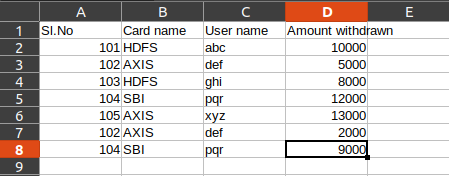 A B C D E
1 Sl.No Card name User name Amount withdrawn
2 101 HDFS abc 10000
3 102 AXIS def 5000
4 103 HDFS ghi 8000
5 104 SBI pqr 12000
6 105 AXIS xyz 13000
7 102 AXIS def 2000
8 104 SBI pqr 9000
9